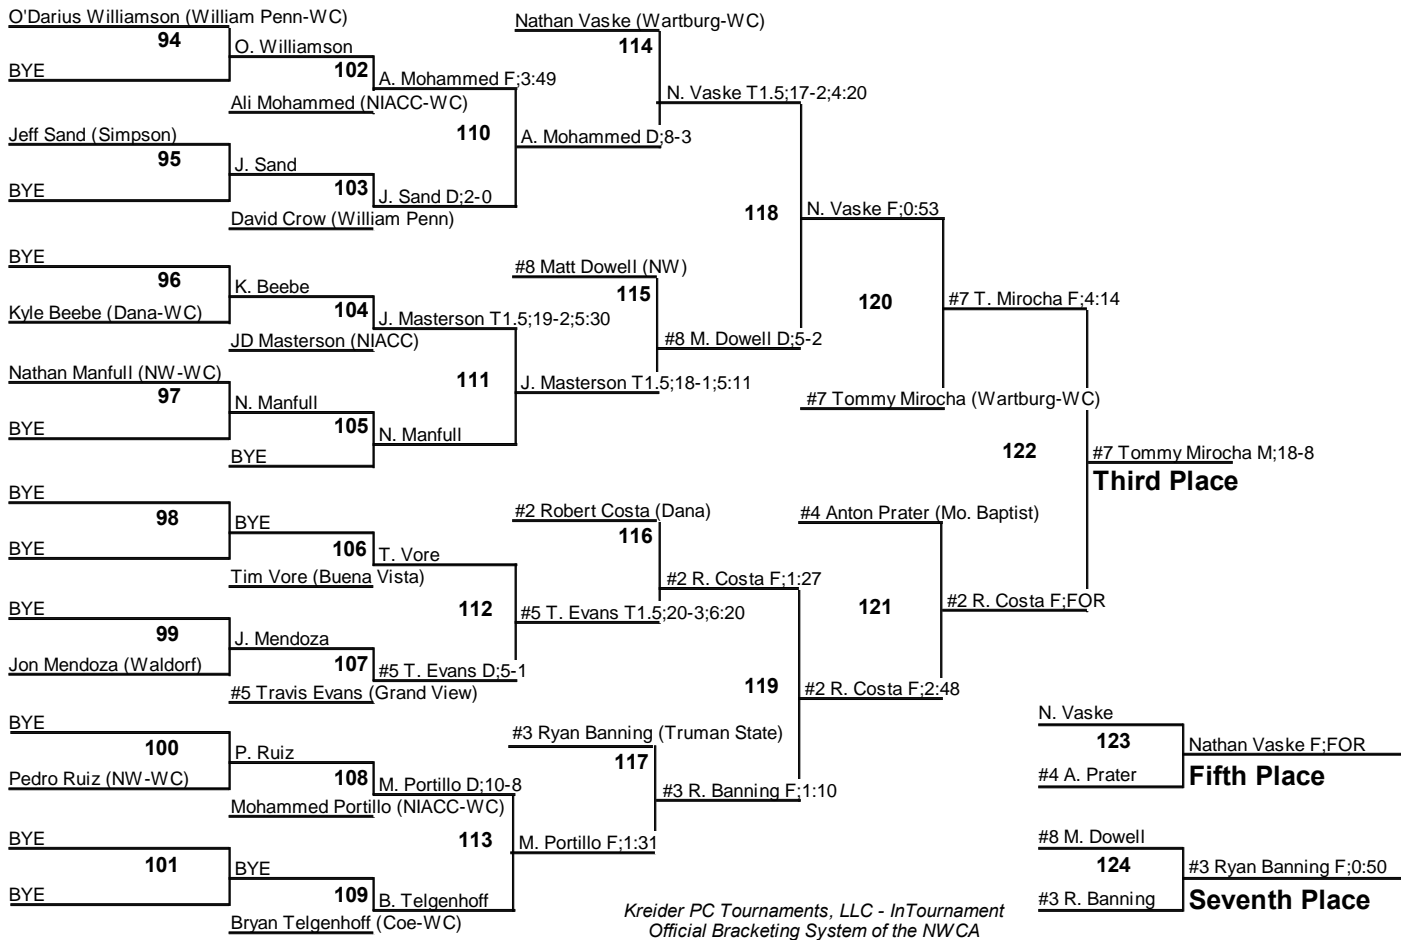 O'Darius Williamson (William Penn-WC)
94
BYE
O. Williamson
102
Ali Mohammed (NIACC-WC)
A. Mohammed F;3:49
Jeff Sand (Simpson)
95
BYE
J. Sand
103
David Crow (William Penn)
J. Sand D;2-0
110
A. Mohammed D;8-3
Nathan Vaske (Wartburg-WC)
114
N. Vaske T1.5;17-2;4:20
BYE
96
Kyle Beebe (Dana-WC)
K. Beebe
104
JD Masterson (NIACC)
J. Masterson T1.5;19-2;5:30
Nathan Manfull (NW-WC)
97
BYE
N. Manfull
105
BYE
N. Manfull
111
J. Masterson T1.5;18-1;5:11
#8 Matt Dowell (NW)
115
#8 M. Dowell D;5-2
118
N. Vaske F;0:53
120
#7 Tommy Mirocha (Wartburg-WC)
#7 T. Mirocha F;4:14
122
#7 Tommy Mirocha M;18-8
Third Place
BYE
98
BYE
BYE
106
Tim Vore (Buena Vista)
T. Vore
BYE
99
Jon Mendoza (Waldorf)
J. Mendoza
107
#5 Travis Evans (Grand View)
#5 T. Evans D;5-1
112
#5 T. Evans T1.5;20-3;6:20
#2 Robert Costa (Dana)
116
#2 R. Costa F;1:27
BYE
100
Pedro Ruiz (NW-WC)
P. Ruiz
108
Mohammed Portillo (NIACC-WC)
M. Portillo D;10-8
BYE
101
BYE
BYE
109
Bryan Telgenhoff (Coe-WC)
B. Telgenhoff
113
M. Portillo F;1:31
#3 Ryan Banning (Truman State)
117
#3 R. Banning F;1:10
119
#2 R. Costa F;2:48
#4 Anton Prater (Mo. Baptist)
121
#2 R. Costa F;FOR
N. Vaske
123
#4 A. Prater
Nathan Vaske F;FOR
Fifth Place
#8 M. Dowell
124
#3 R. Banning
#3 Ryan Banning F;0:50
Seventh Place
Kreider PC Tournaments, LLC - InTournament
Official Bracketing System of the NWCA